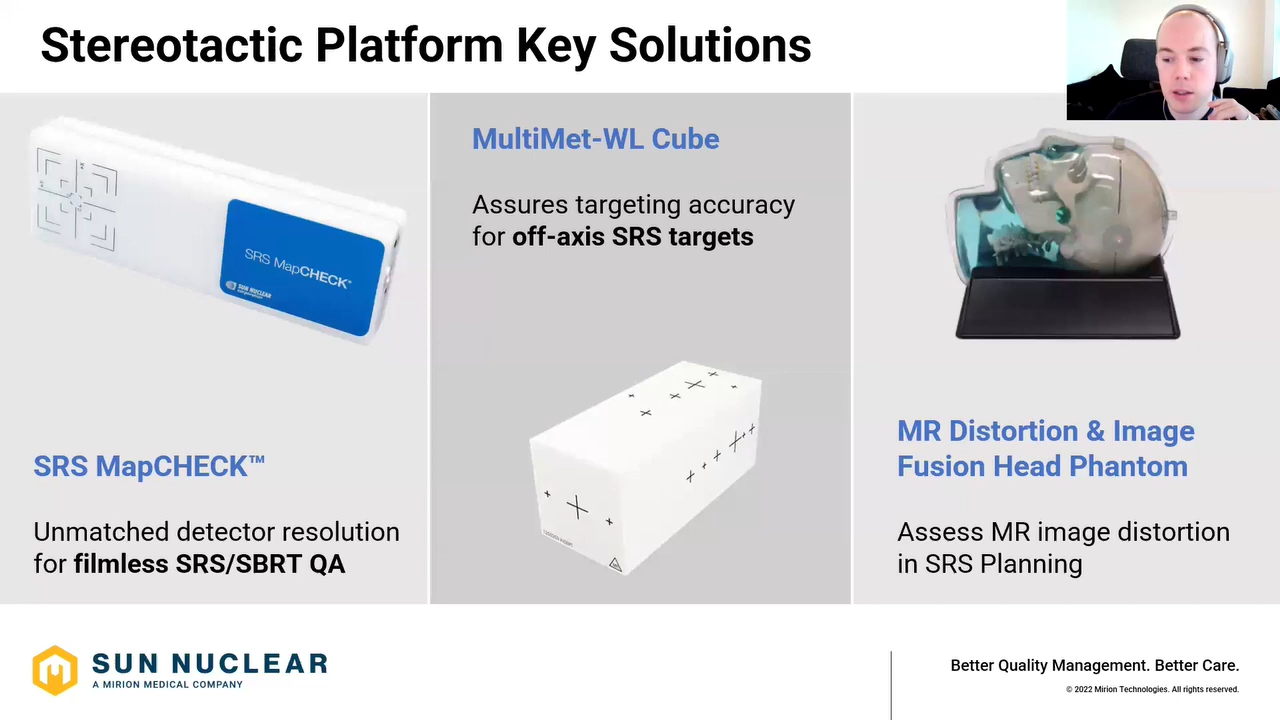 Stereotactic Platform Key Solutions
SRS MapCHECK™
SUN NUCLEAR
corporation
SRS MapCHECK™
Unmatched detector resolution
for filmless SRS/SBRT QA
MultiMet-WL Cube
Assures targeting accuracy
for off-axis SRS targets
MR Distortion & Image
Fusion Head Phantom
Assess MR image distortion
in SRS Planning
SUN NUCLEAR
A MIRION MEDICAL COMPANY
Better Quality Management. Better Care.
© 2022 Mirion Technologies. All rights reserved.